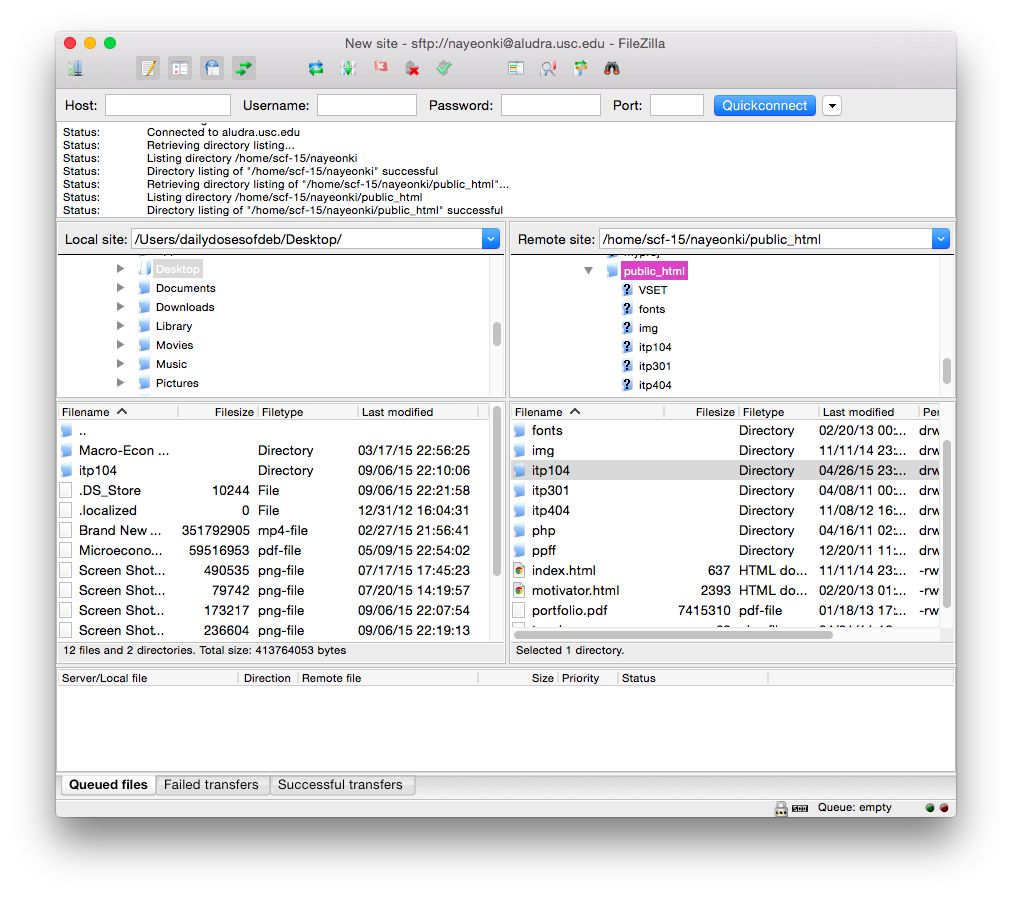 New site - sftp://nayeonki@aludra.usc.edu - FileZilla
Host: Username: Password: Port: Quickconnect
Status: Connected to aludra.usc.edu
Status: Retrieving directory listing...
Status: Listing directory /home/scf-15/nayeonki
Status: Directory listing of "/home/scf-15/nayeonki" successful
Status: Retrieving directory listing of "/home/scf-15/nayeonki/public_html"...
Status: Listing directory /home/scf-15/nayeonki/public_html
Status: Directory listing of "/home/scf-15/nayeonki/public_html" successful
Local site: /Users/dailydosesofdeb/Desktop/
Desktop
Documents
Downloads
Library
Movies
Music
Pictures
Remote site: /home/scf-15/nayeonki/public_html
public_html
? VSET
? fonts
? img
? itp104
? itp301
? itp404
Filename Filesize Filetype Last modified
..
Macro-Econ ... Directory 03/17/15 22:56:25
itp104 Directory 09/06/15 22:10:06
.DS_Store 10244 File 09/06/15 22:21:58
.localized 0 File 12/31/12 16:04:31
Brand New ... 351792905 mp4-file 02/27/15 21:56:41
Microecono... 59516953 pdf-file 05/09/15 22:54:02
Screen Shot... 490535 png-file 07/17/15 17:45:23
Screen Shot... 79742 png-file 07/20/15 14:19:57
Screen Shot... 173217 png-file 09/06/15 22:07:54
Screen Shot... 236604 png-file 09/06/15 22:19:13
12 files and 2 directories. Total size: 413764053 bytes
Filename Filesize Filetype Last modified Per
fonts Directory 02/20/13 00:... drw
img Directory 11/11/14 23:... drw
itp104 Directory 04/26/15 23:... drw
itp301 Directory 04/08/11 00:... drw
itp404 Directory 11/08/12 16:... drw
php Directory 04/16/11 02:... drw
ppff Directory 12/20/11 11:... drw
index.html 637 HTML do... 11/11/14 23:... -rw
motivator.html 2393 HTML do... 02/20/13 01:... -rw
portfolio.pdf 7415310 pdf-file 01/18/13 17:... -rw
Selected 1 directory.
Server/Local file Direction Remote file Size Priority Status
Queued files Failed transfers Successful transfers
Queue: empty